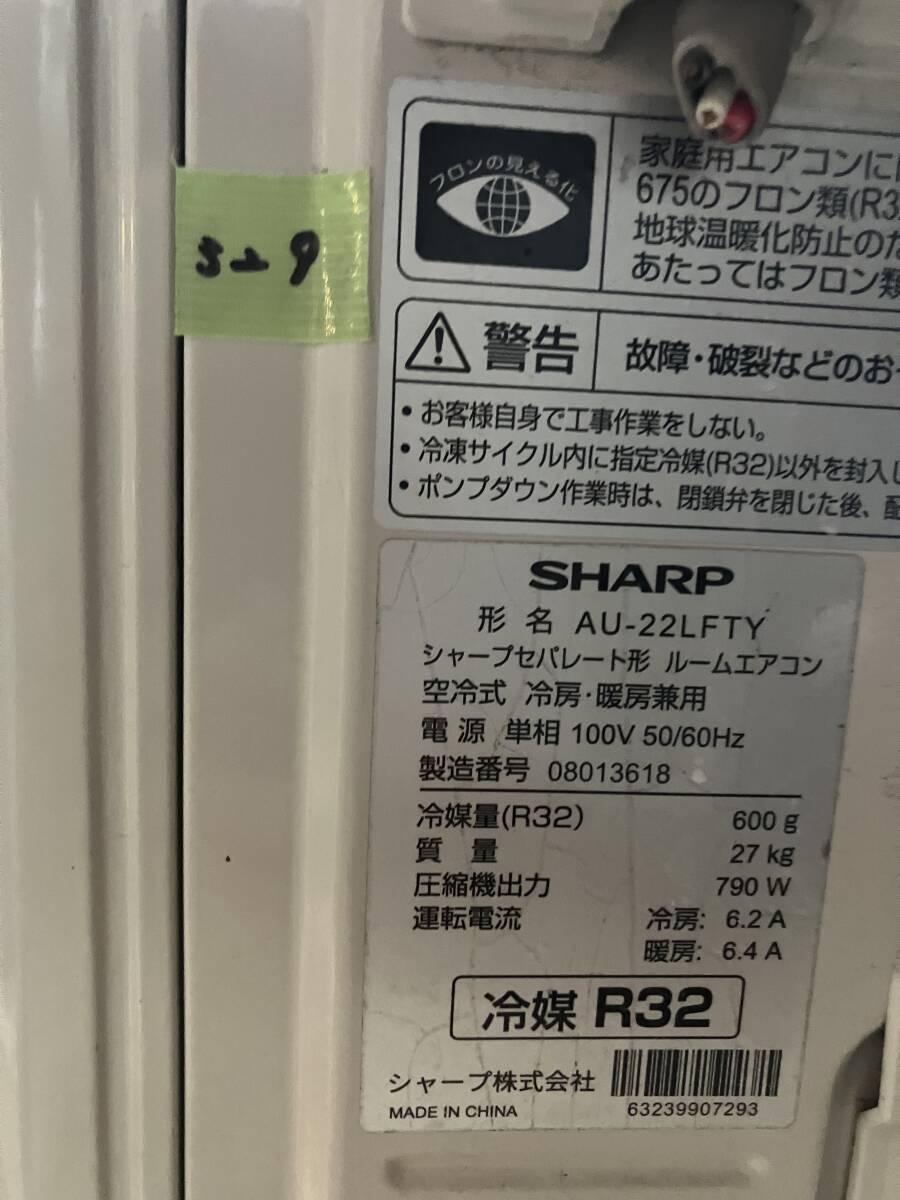 フロンの見える化
家庭用エアコンに
675のフロン類(R3
地球温暖化防止のた
あたってはフロン類
警告
故障・破裂などのお
・お客様自身で工事作業をしない。
・冷凍サイクル内に指定冷媒(R32)以外を封入し
・ポンプダウン作業時は、閉鎖弁を閉じた後、配
SHARP
形 名 AU-22LFTY
シャープセパレート形 ルームエアコン
空冷式 冷房・暖房兼用
電 源 単相 100V 50/60Hz
製造番号 08013618
冷媒量(R32) 600 g
質 量 27 kg
圧縮機出力 790 W
運転電流 冷房: 6.2 A
暖房: 6.4 A
冷媒 R32
シャープ株式会社
MADE IN CHINA
63239907293